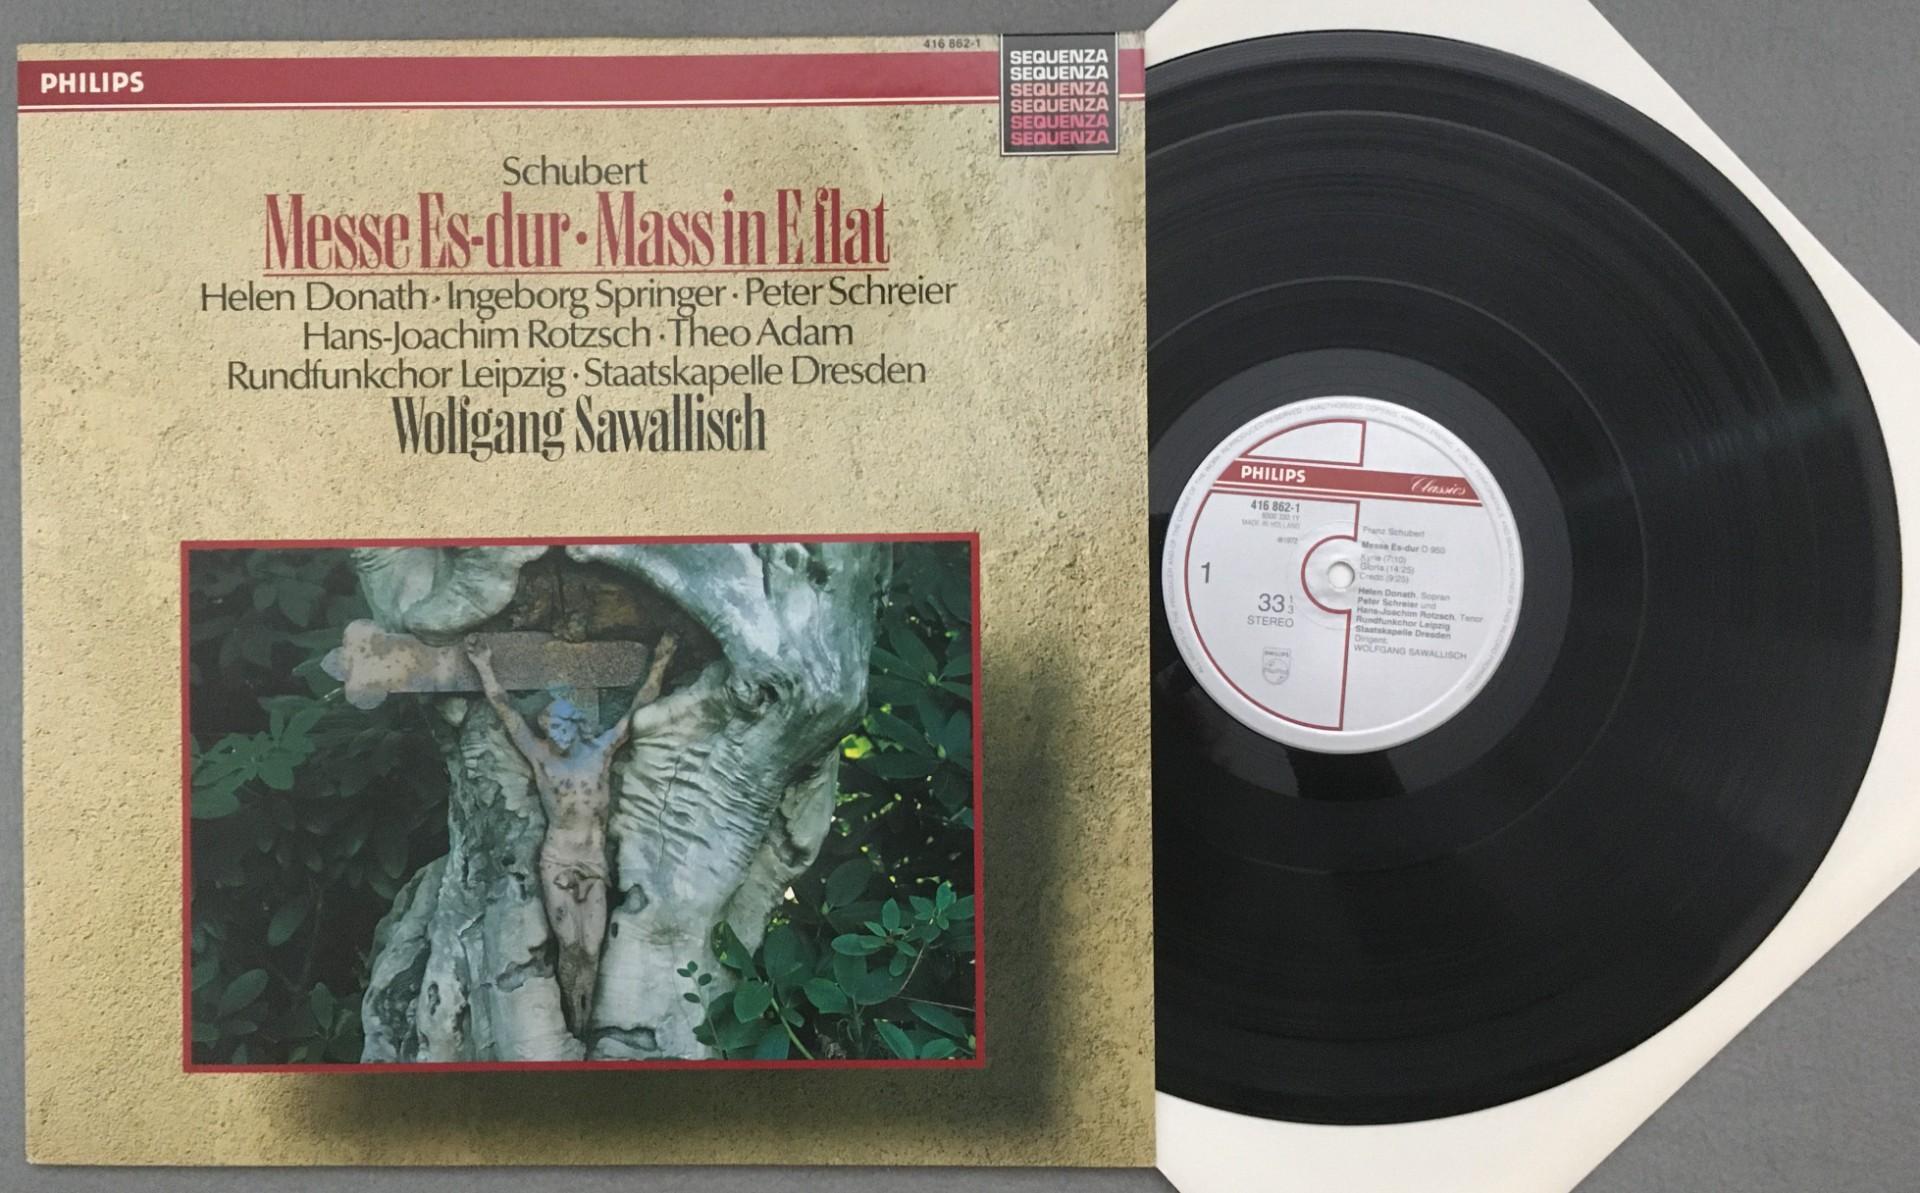 416 862-1
PHILIPS
SEQUENZA
SEQUENZA
SEQUENZA
SEQUENZA
SEQUENZA
SEQUENZA
Schubert
Messe Es-dur · Mass in E flat
Helen Donath · Ingeborg Springer · Peter Schreier
Hans-Joachim Rotzsch · Theo Adam
Rundfunkchor Leipzig · Staatskapelle Dresden
Wolfgang Sawallisch
PHILIPS
Classics
416 862-1
MADE IN HOLLAND
℗1972
1
33 1/3
STEREO
PHILIPS
Franz Schubert
Messe Es-dur D 950
Kyrie (7:10)
Gloria (14:25)
Credo (9:25)
Helen Donath, Sopran
Peter Schreier und
Hans-Joachim Rotzsch, Tenor
Rundfunkchor Leipzig
Staatskapelle Dresden
Dirigent:
WOLFGANG SAWALLISCH